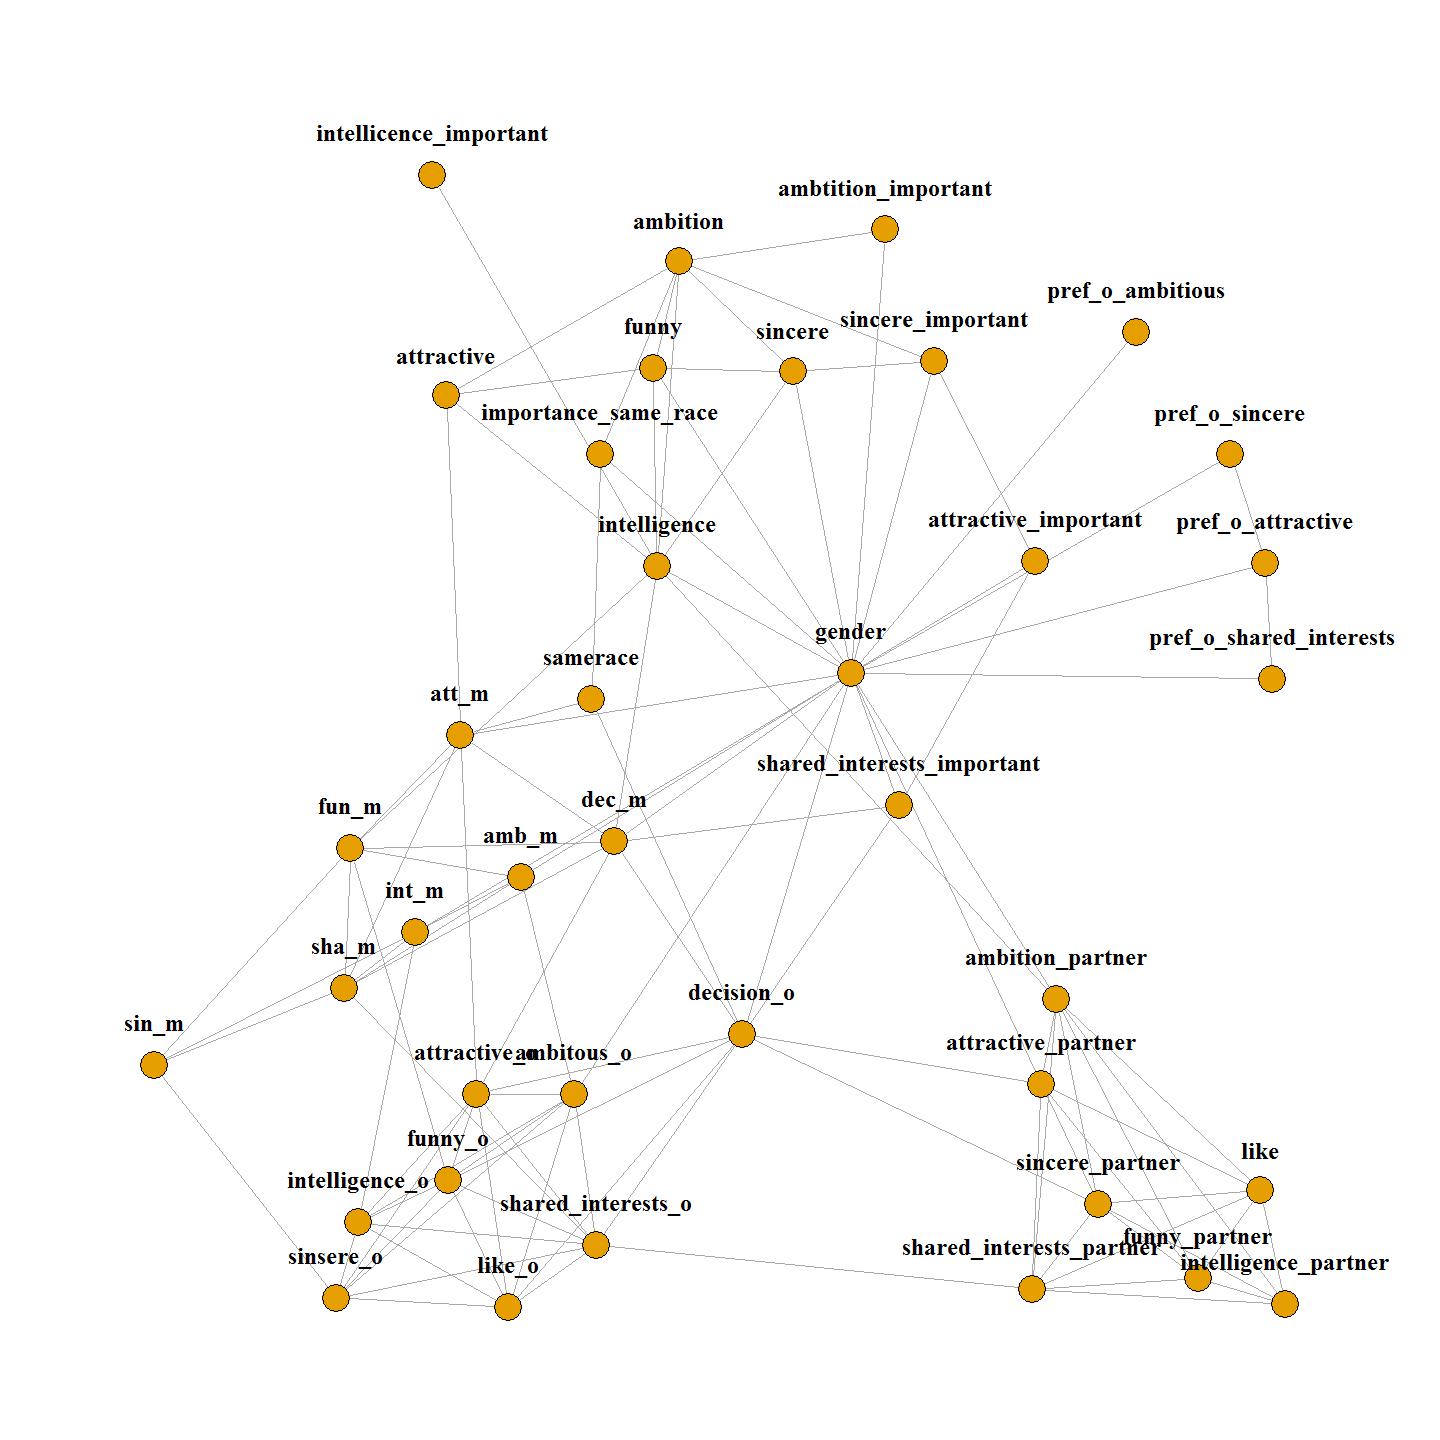 intellicence_important
ambtition_important
ambition
pref_o_ambitious
sincere_important
funny
sincere
attractive
importance_same_race
pref_o_sincere
attractive_important
pref_o_attractive
intelligence
gender
pref_o_shared_interests
samerace
att_m
shared_interests_important
dec_m
fun_m
amb_m
int_m
sha_m
ambition_partner
decision_o
sin_m
attractive_partner
attractive_o
ambitous_o
funny_o
like
sincere_partner
intelligence_o
shared_interests_o
funny_partner
shared_interests_partner
sinsere_o
like_o
intelligence_partner